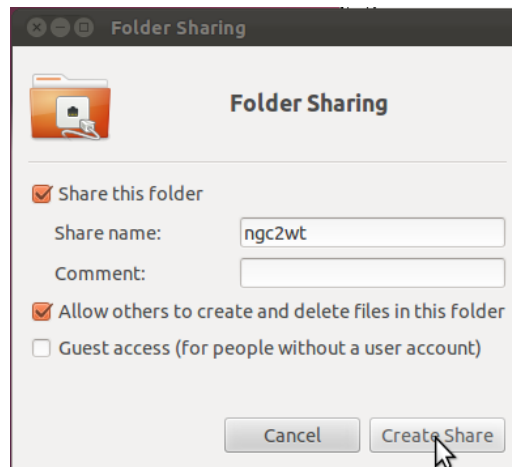 Folder Sharing
Folder Sharing
Share this folder
Share name: ngc2wt
Comment:
Allow others to create and delete files in this folder
Guest access (for people without a user account)
Cancel Create Share